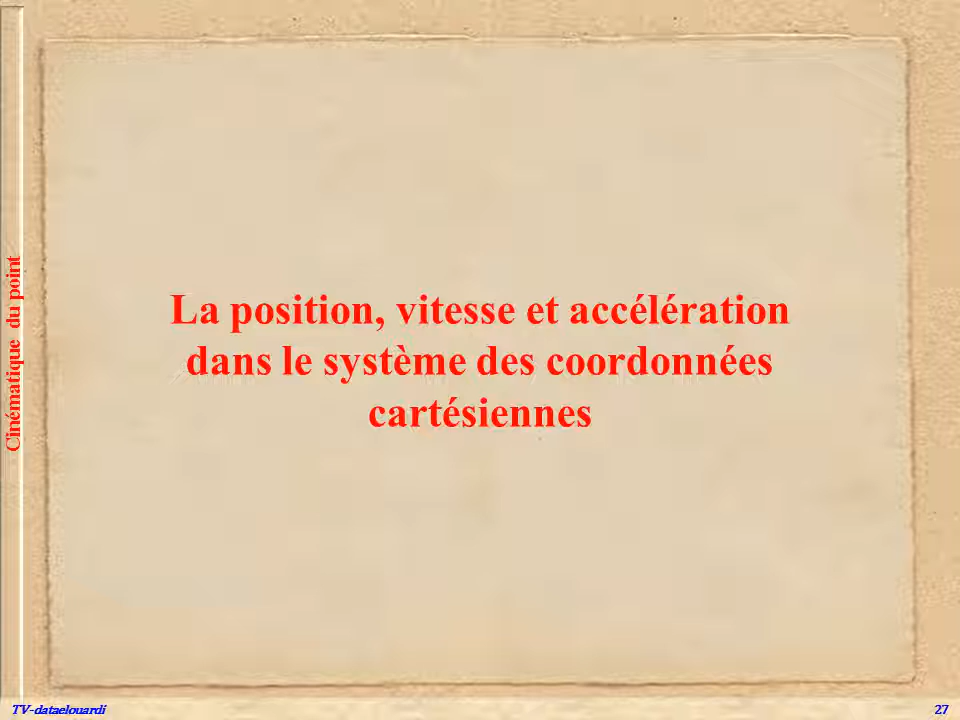 Cinématique du point
La position, vitesse et accélération
dans le système des coordonnées
cartésiennes
TV-dataelouardi
27